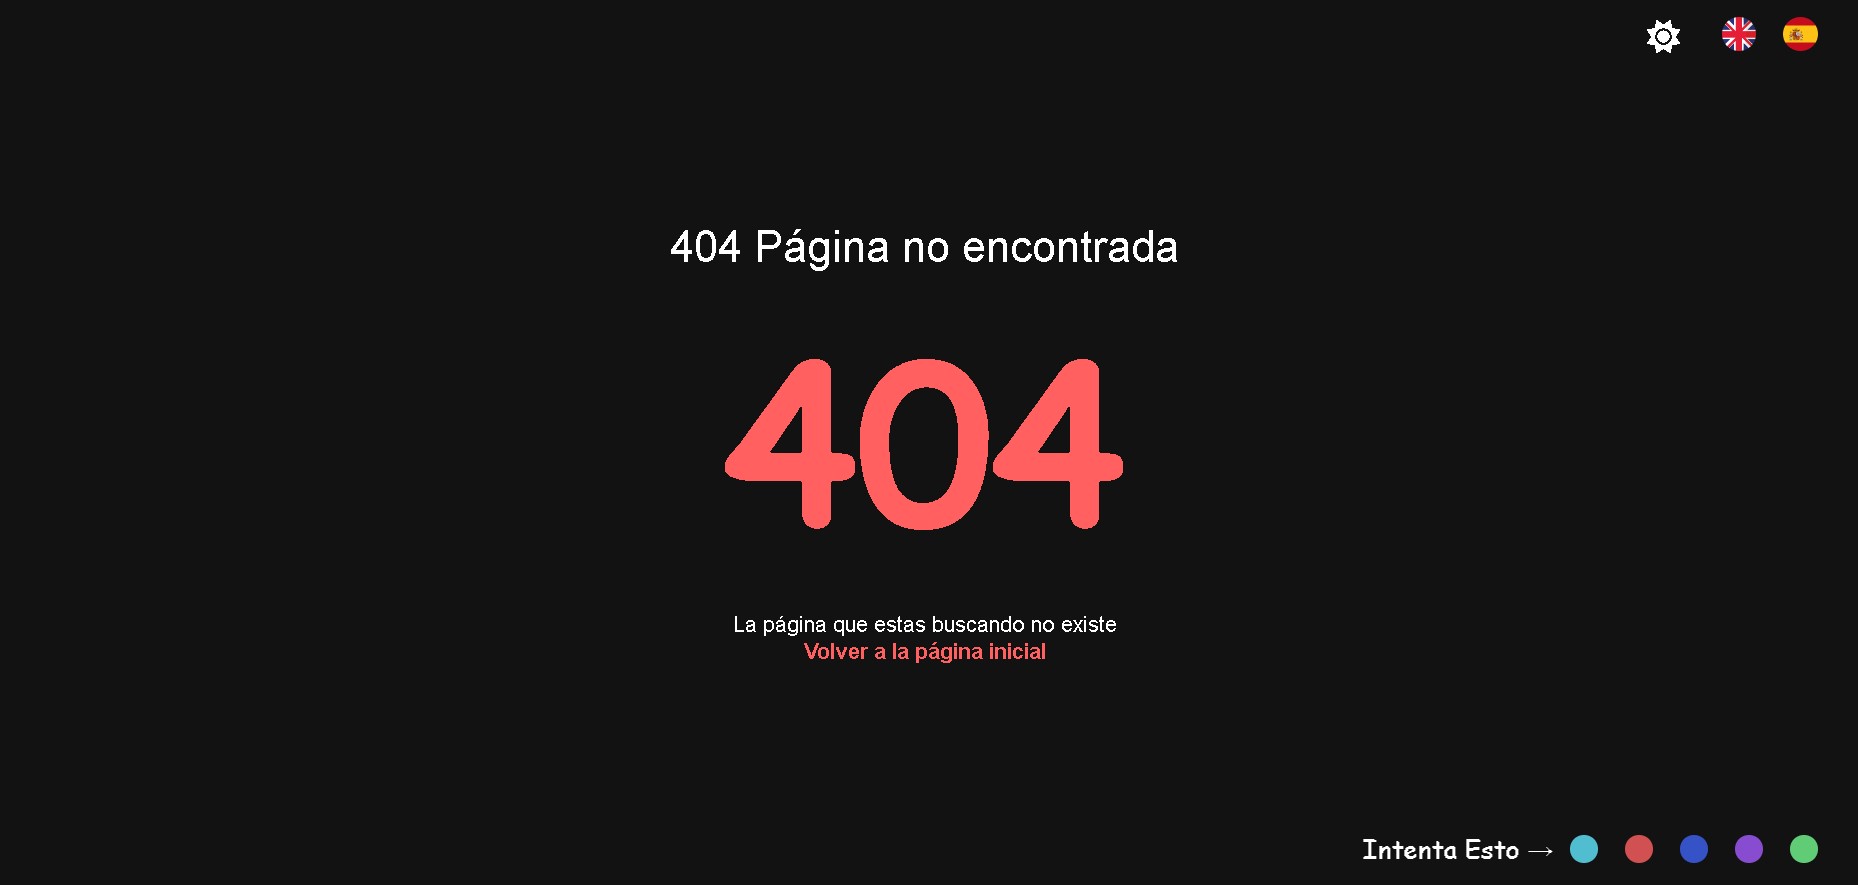 404 Página no encontrada
404
La página que estas buscando no existe
Volver a la página inicial
Intenta Esto →